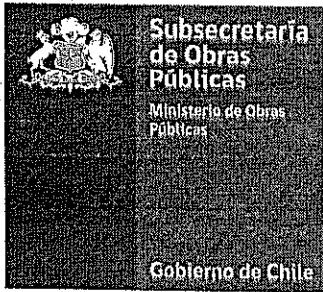 Subsecretaría
de Obras
Públicas
Ministerio de Obras
Públicas
Gobierno de Chile